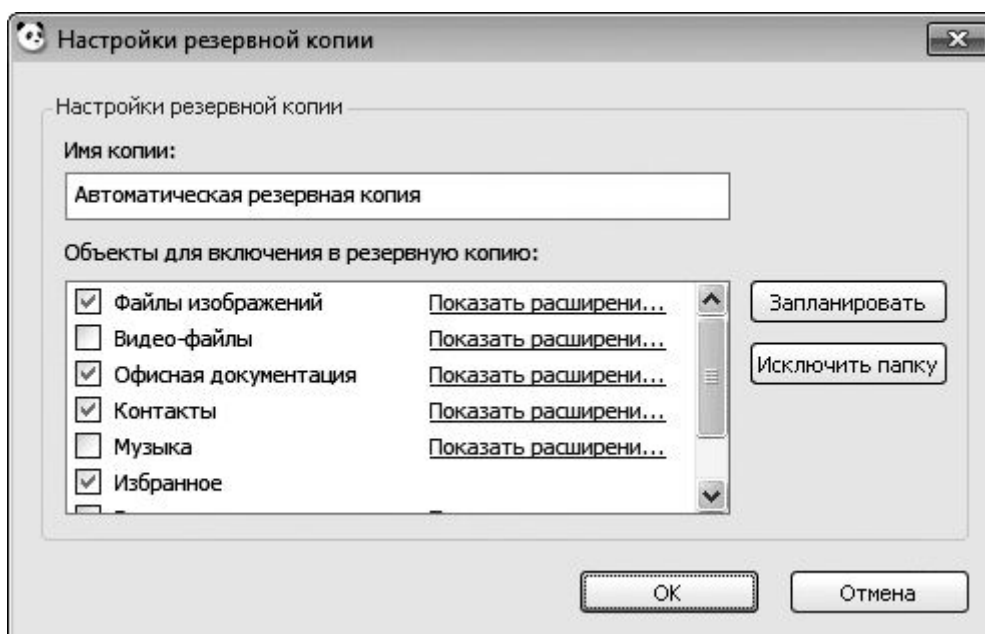 Настройки резервной копии
Настройки резервной копии
Имя копии:
Автоматическая резервная копия
Объекты для включения в резервную копию:
Файлы изображений Показать расширени...
Видео-файлы Показать расширени...
Офисная документация Показать расширени...
Контакты Показать расширени...
Музыка Показать расширени...
Избранное
Запланировать
Исключить папку
OK
Отмена